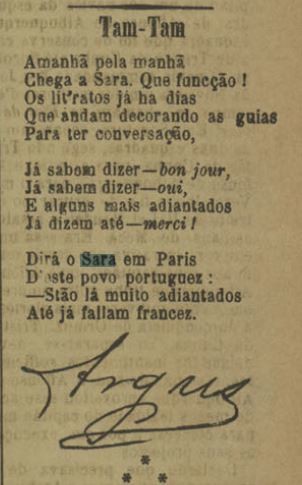 Tam-Tam
Amanhã pela manhã
Chega a Sara. Que funcção !
Os lit'ratos já ha dias
Que andam decorando as guias
Para ter conversação,
Já sabem dizer—bon jour,
Já sabem dizer—oui,
E alguns mais adiantados
Já dizem até—merci !
Dirá o Sara em Paris
D'este povo portuguez :
—Stão lá muito adiantados
Até já fallam francez.
Argus
* * *